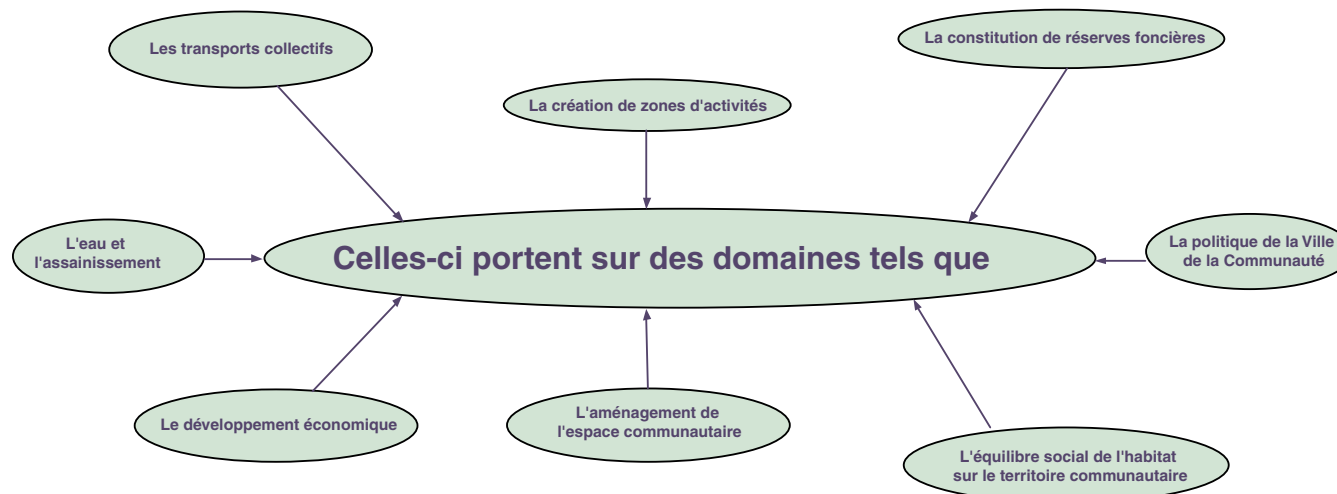 Les transports collectifs
La constitution de réserves foncières
La création de zones d'activités
L'eau et
l'assainissement
Celles-ci portent sur des domaines tels que
La politique de la Ville
de la Communauté
Le développement économique
L'aménagement de
l'espace communautaire
L'équilibre social de l'habitat
sur le territoire communautaire